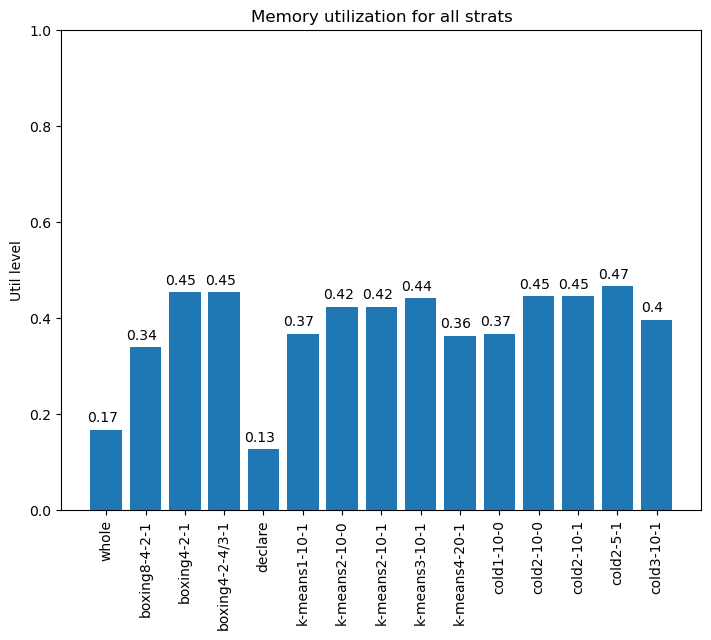 Memory utilization for all strats
Util level
1.0
0.8
0.6
0.4
0.2
0.0
0.17
0.34
0.45
0.45
0.13
0.37
0.42
0.42
0.44
0.36
0.37
0.45
0.45
0.47
0.4
whole
boxing8-4-2-1
boxing4-2-1
boxing4-2-4/3-1
declare
k-means1-10-1
k-means2-10-0
k-means2-10-1
k-means3-10-1
k-means4-20-1
cold1-10-0
cold2-10-0
cold2-10-1
cold2-5-1
cold3-10-1